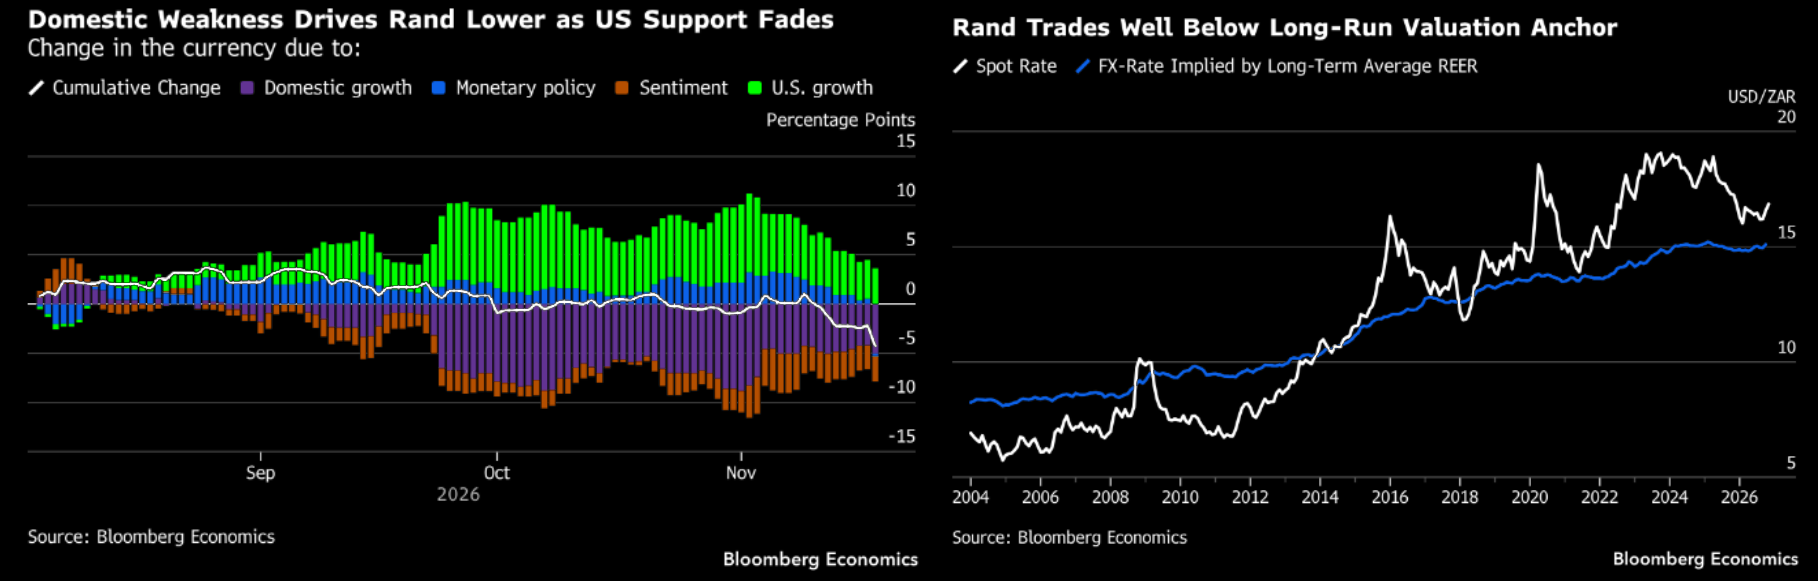 Domestic Weakness Drives Rand Lower as US Support Fades
Change in the currency due to:
Cumulative Change Domestic growth Monetary policy Sentiment U.S. growth
Percentage Points
15
10
5
0
-5
-10
-15
Sep Oct Nov
2026
Source: Bloomberg Economics
Bloomberg Economics
Rand Trades Well Below Long-Run Valuation Anchor
Spot Rate FX-Rate Implied by Long-Term Average REER
USD/ZAR
20
15
10
5
2004 2006 2008 2010 2012 2014 2016 2018 2020 2022 2024 2026
Source: Bloomberg Economics
Bloomberg Economics